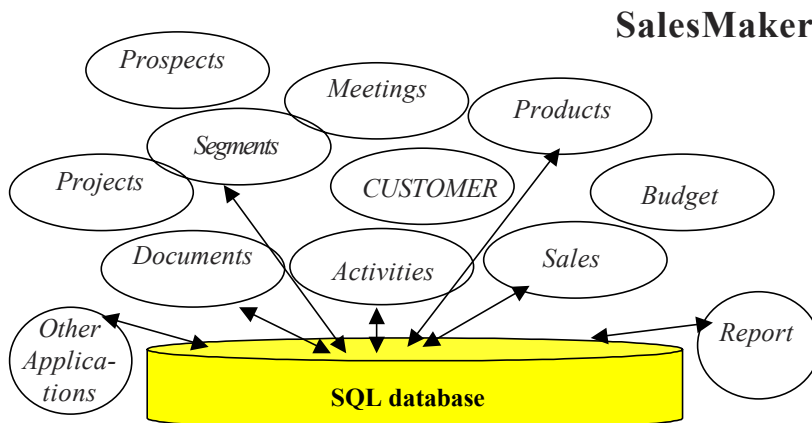 SalesMaker
Prospects
Meetings
Products
Segments
Projects
CUSTOMER
Budget
Documents
Activities
Sales
Other
Applica-
tions
Report
SQL database